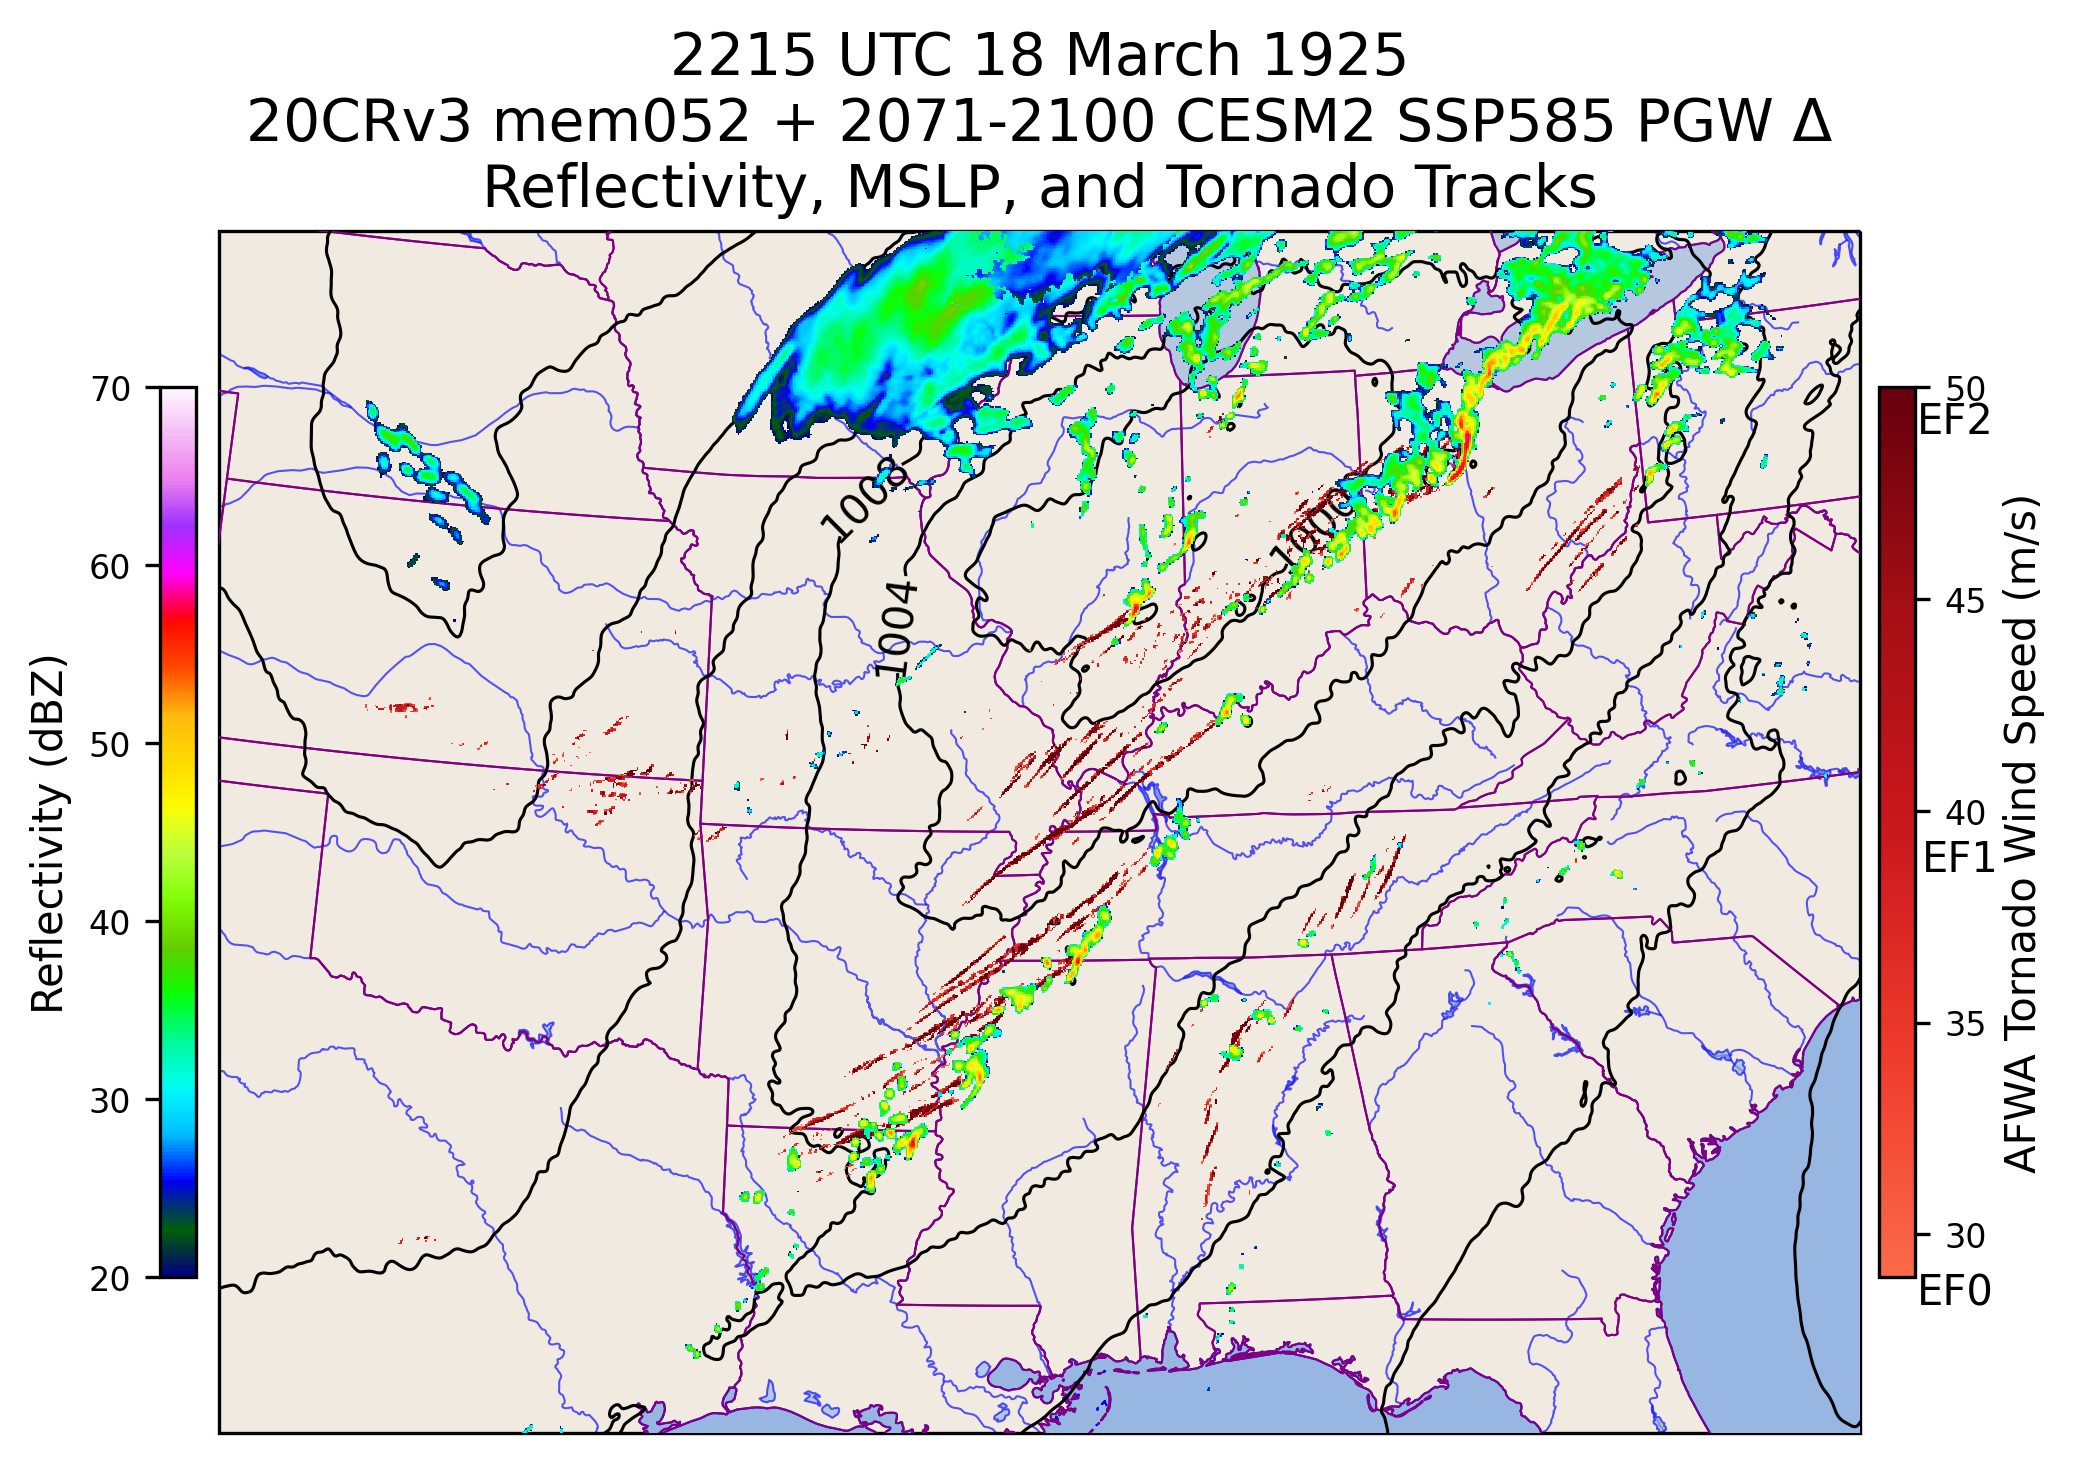 2215 UTC 18 March 1925
20CRv3 mem052 + 2071-2100 CESM2 SSP585 PGW Δ
Reflectivity, MSLP, and Tornado Tracks
70
60
50
40
30
20
Reflectivity (dBZ)
1008
1004
1000
50
EF2
45
40
EF1
35
30
EF0
AFWA Tornado Wind Speed (m/s)